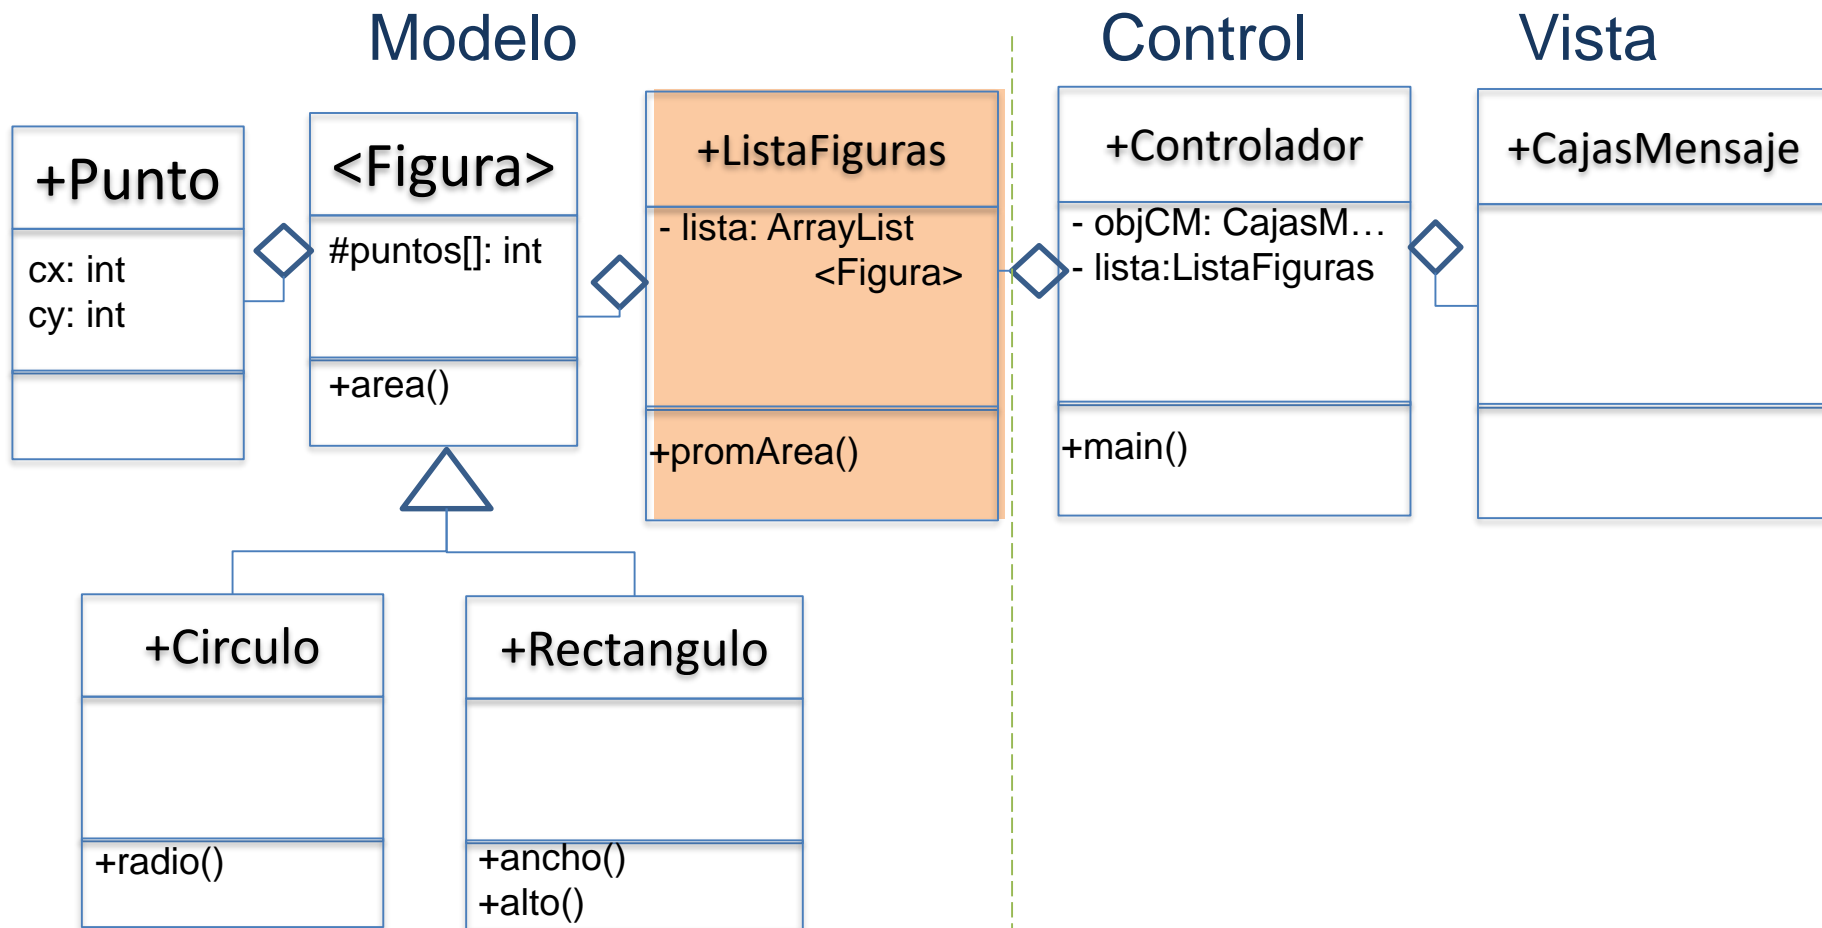 Modelo
Control
Vista
+Punto
cx: int
cy: int
<Figura>
#puntos[]: int
+area()
+ListaFiguras
- lista: ArrayList
<Figura>
+promArea()
+Controlador
- objCM: CajasM…
- lista:ListaFiguras
+main()
+CajasMensaje
+Circulo
+radio()
+Rectangulo
+ancho()
+alto()